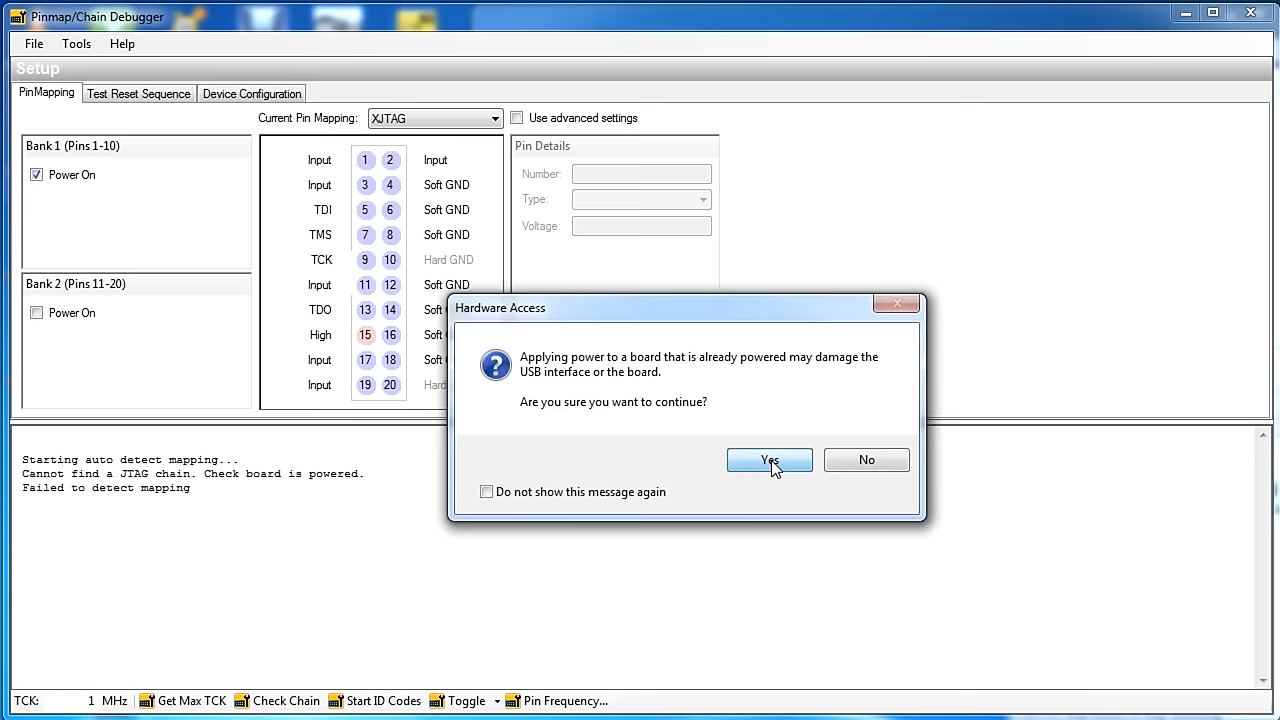 Pinmap/Chain Debugger
File Tools Help
Setup
PinMapping Test Reset Sequence Device Configuration
Current Pin Mapping: XJTAG Use advanced settings
Bank 1 (Pins 1-10)
Power On
Bank 2 (Pins 11-20)
Power On
Input 1 2 Input
Input 3 4 Soft GND
TDI 5 6 Soft GND
TMS 7 8 Soft GND
TCK 9 10 Hard GND
Input 11 12 Soft GND
TDO 13 14 Soft
High 15 16 Soft
Input 17 18 Soft
Input 19 20 Hard
Pin Details
Number:
Type:
Voltage:
Hardware Access
Applying power to a board that is already powered may damage the
USB interface or the board.
Are you sure you want to continue?
Yes No
Do not show this message again
Starting auto detect mapping...
Cannot find a JTAG chain. Check board is powered.
Failed to detect mapping
TCK: 1 MHz Get Max TCK Check Chain Start ID Codes Toggle Pin Frequency...